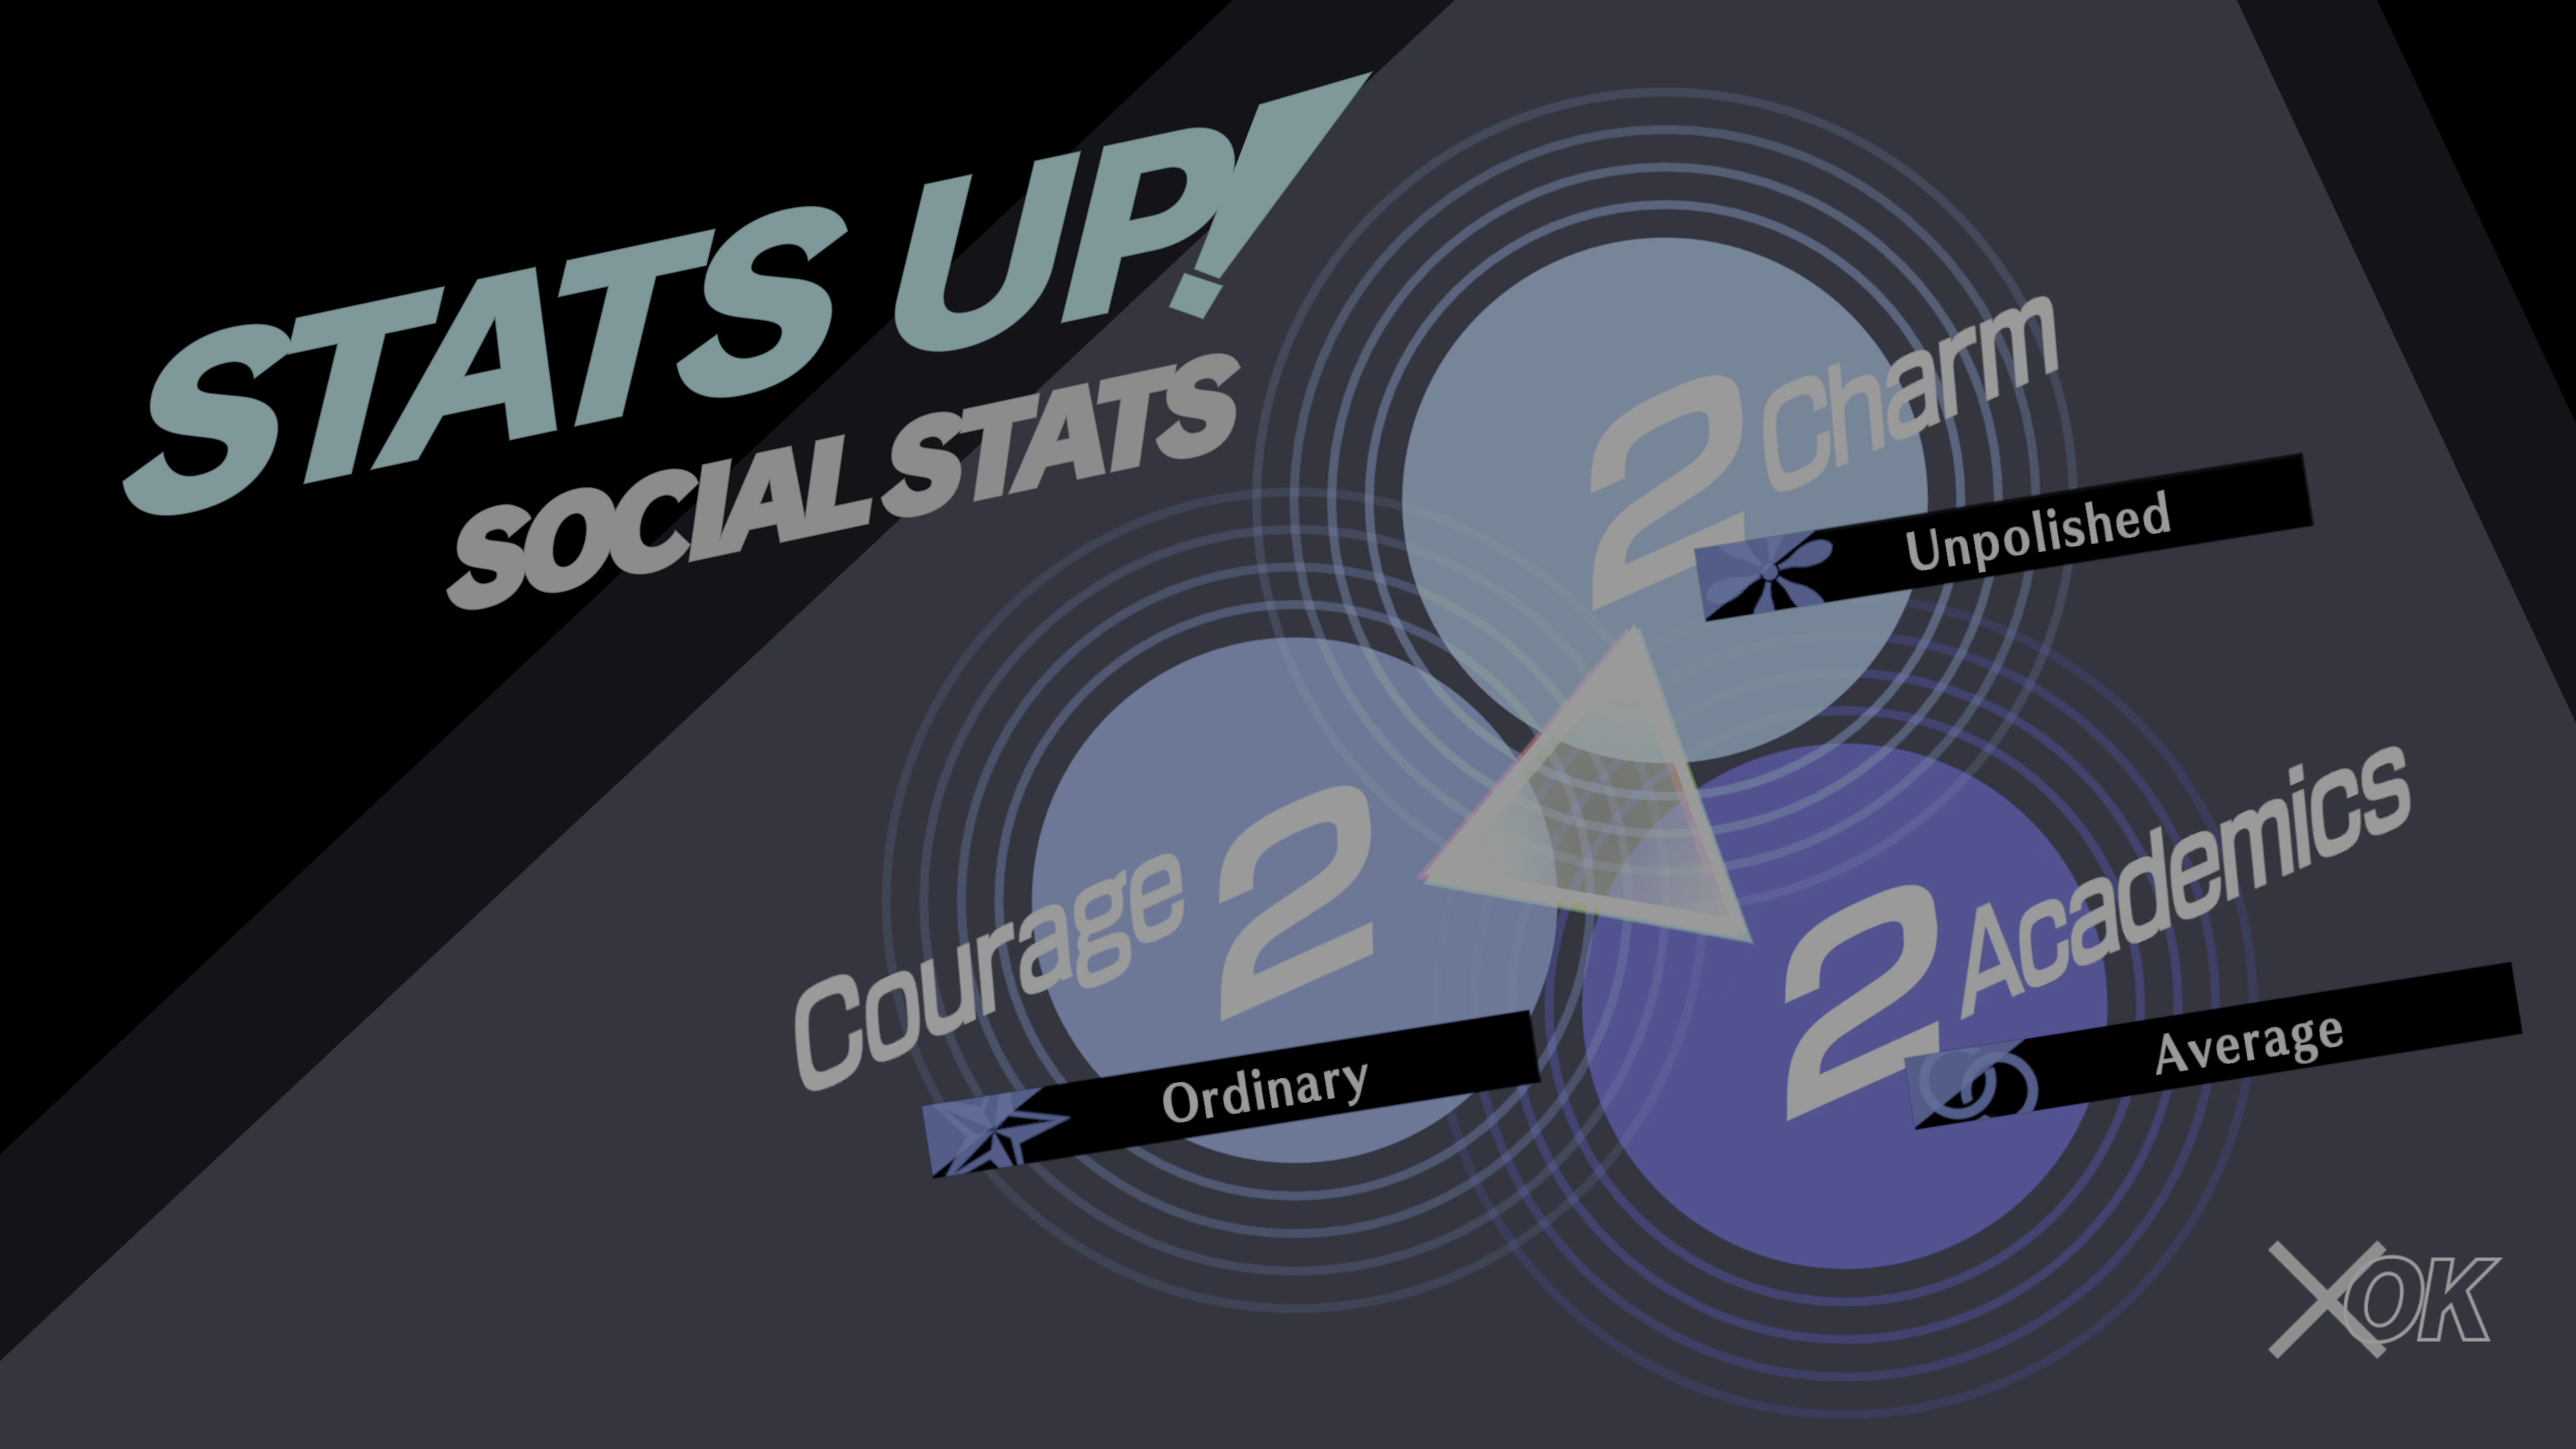 STATS UP!
SOCIAL STATS
2 Charm
Unpolished
Courage 2
Ordinary
2 Academics
Average
OK